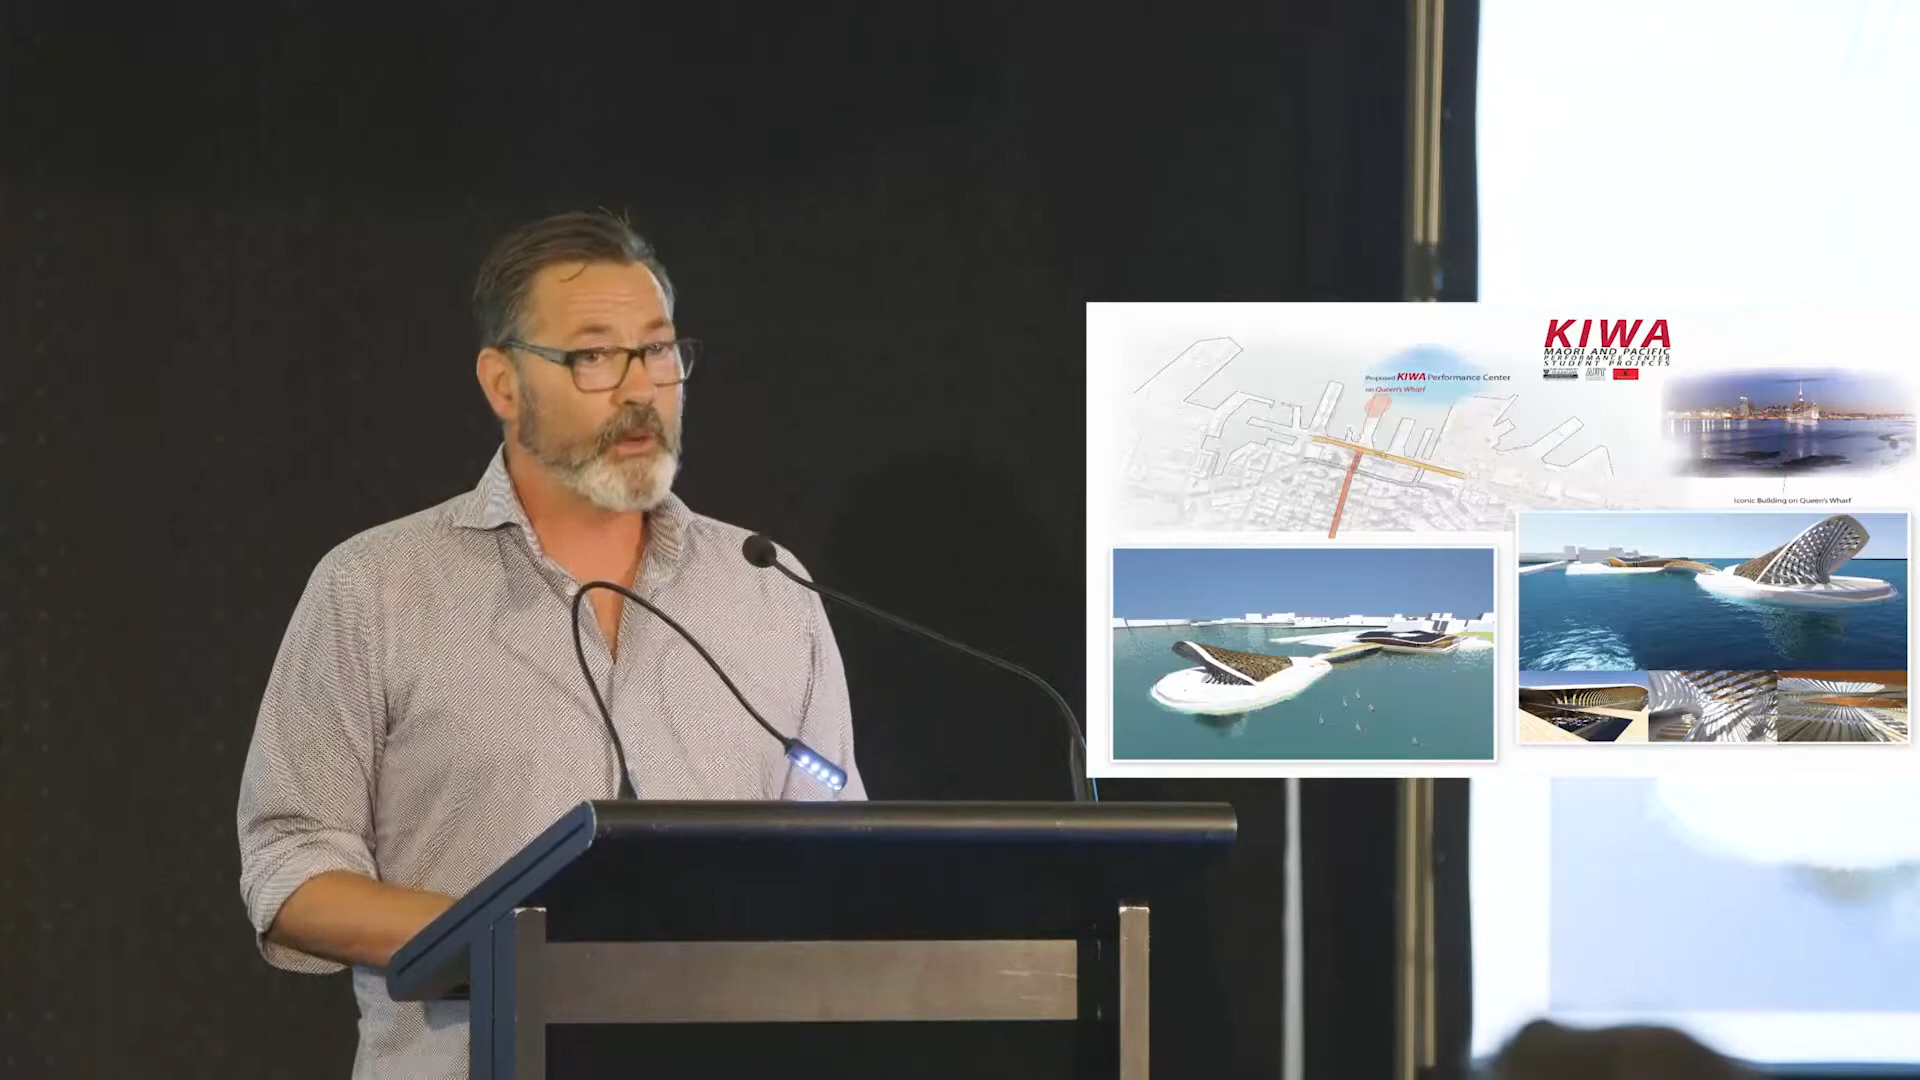 KIWA
MAORI AND PACIFIC
PERFORMANCE CENTER
STUDENT PROJECTS
AUT
Proposed KIWA Performance Center
on Queen's Wharf
Iconic Building on Queen's Wharf